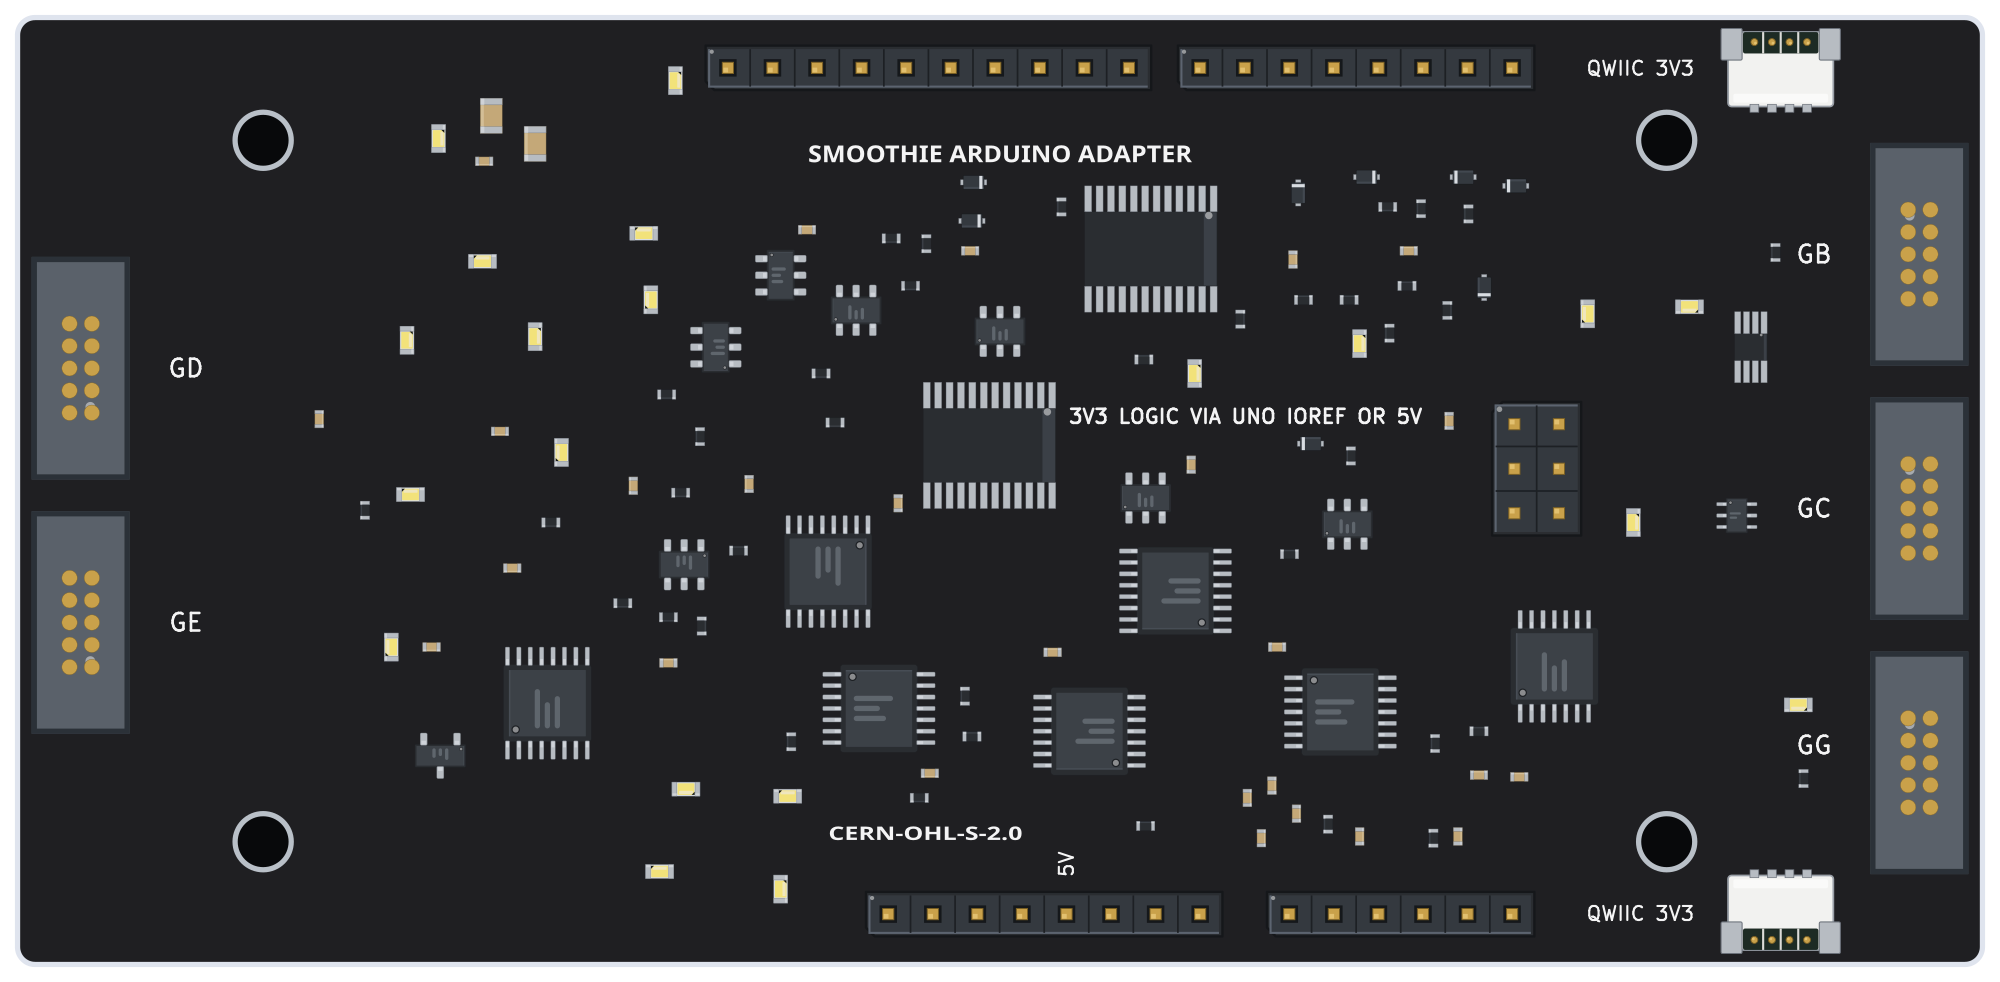 QWIIC 3V3
SMOOTHIE ARDUINO ADAPTER
GB
GD
3V3 LOGIC VIA UNO IOREF OR 5V
GC
GE
GG
CERN-OHL-S-2.0
5V
QWIIC 3V3